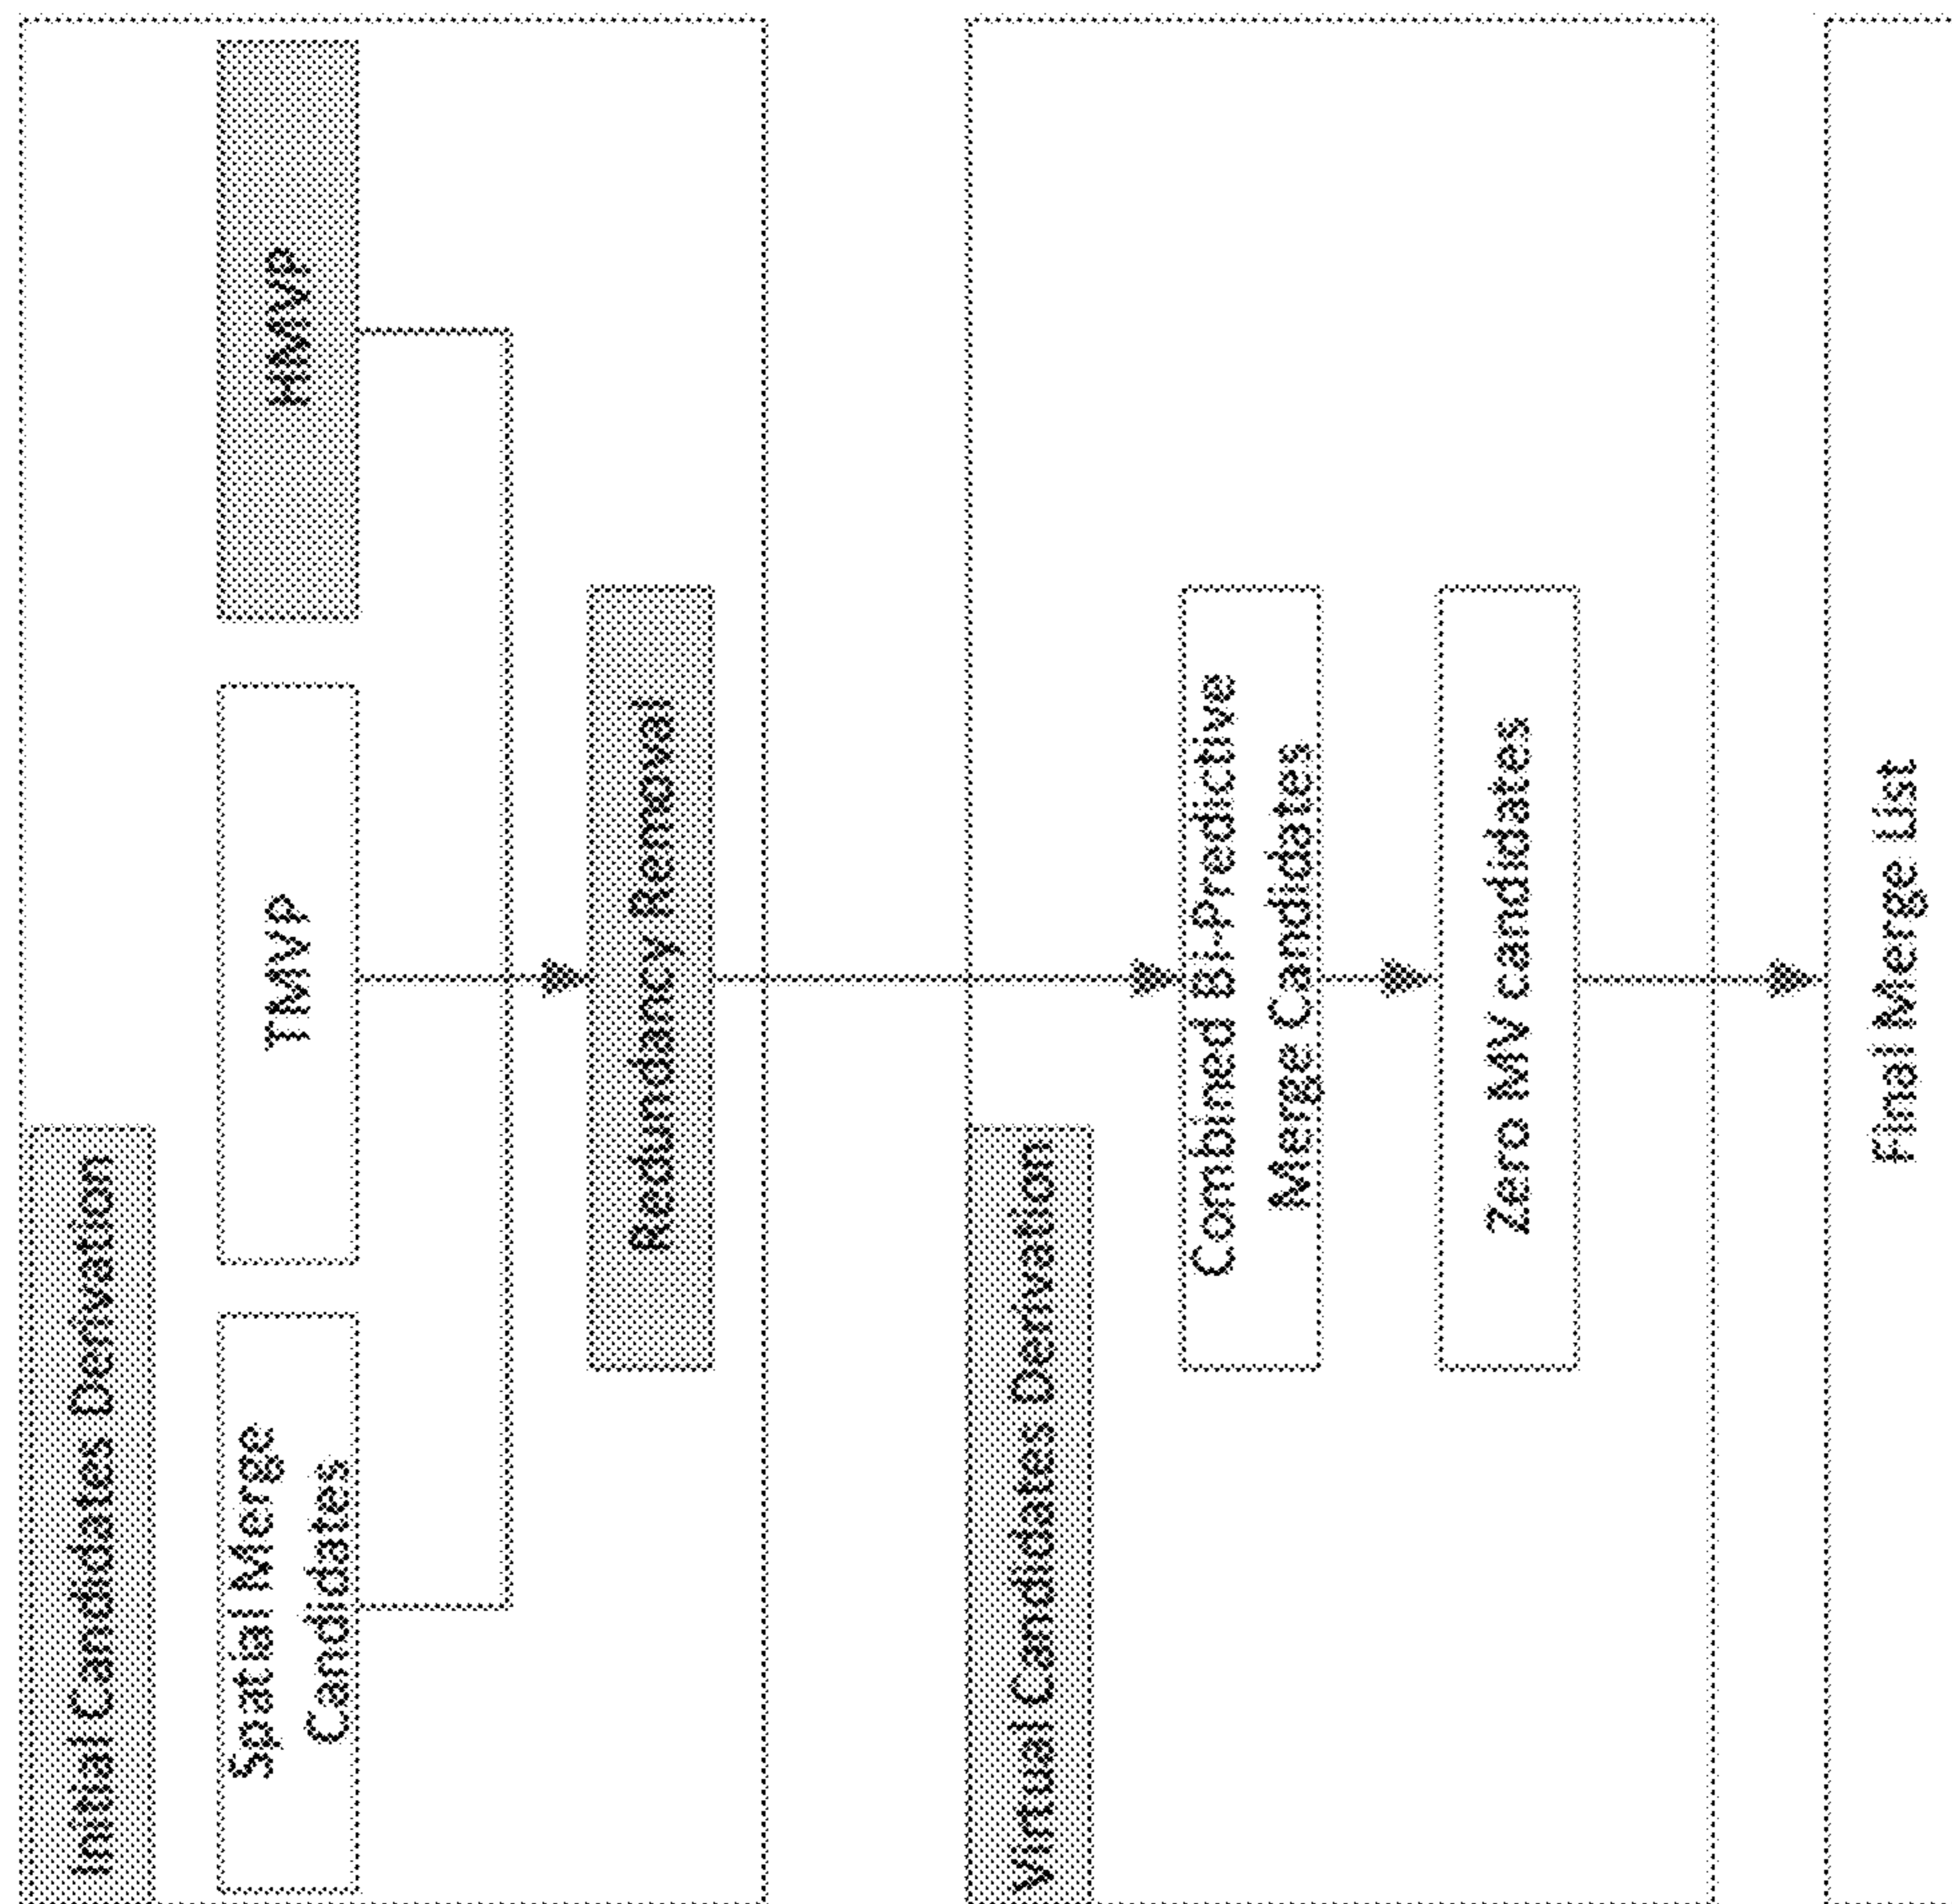 Initial Candidates Derivation
Spatial Merge
Candidates
TMVP
HMVP
Redundancy Removal
Virtual Candidates Derivation
Combined Bi-Predictive
Merge Candidates
Zero MV candidates
Final Merge List